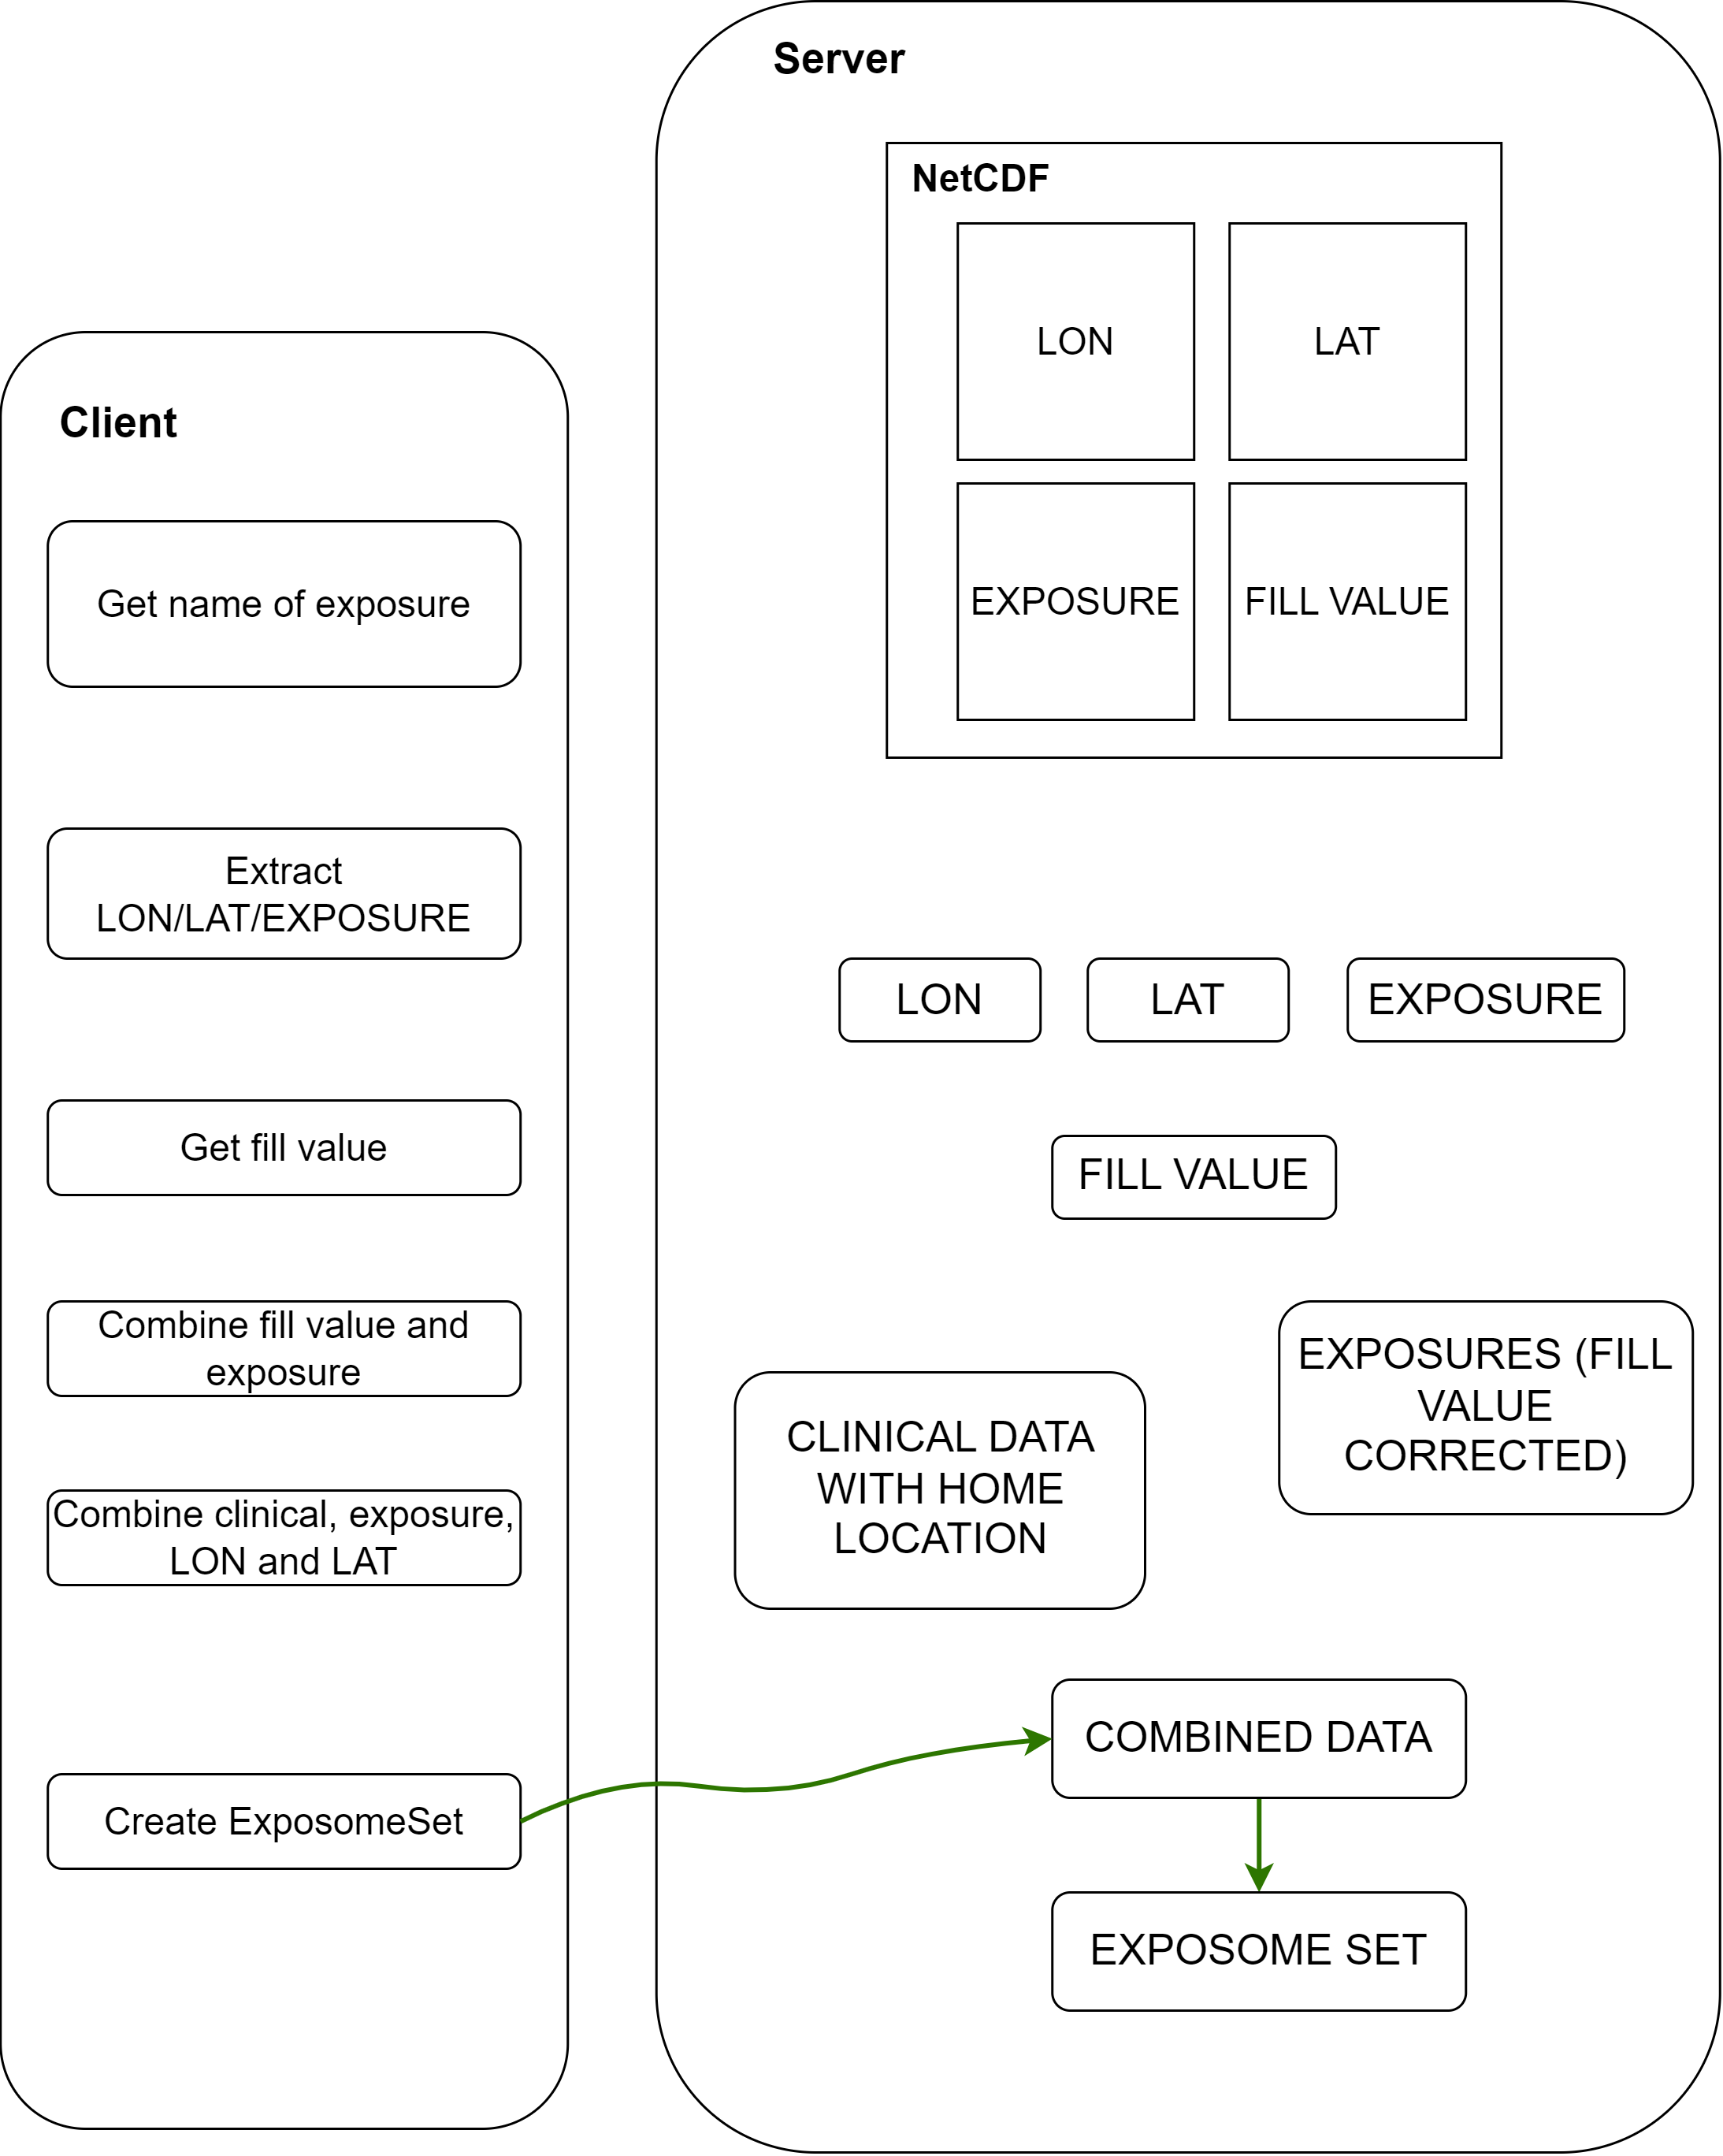 Server
NetCDF
LON
LAT
EXPOSURE
FILL VALUE
Client
Get name of exposure
Extract
LON/LAT/EXPOSURE
Get fill value
Combine fill value and
exposure
Combine clinical, exposure,
LON and LAT
Create ExposomeSet
LON
LAT
EXPOSURE
FILL VALUE
EXPOSURES (FILL
VALUE
CORRECTED)
CLINICAL DATA
WITH HOME
LOCATION
COMBINED DATA
EXPOSOME SET